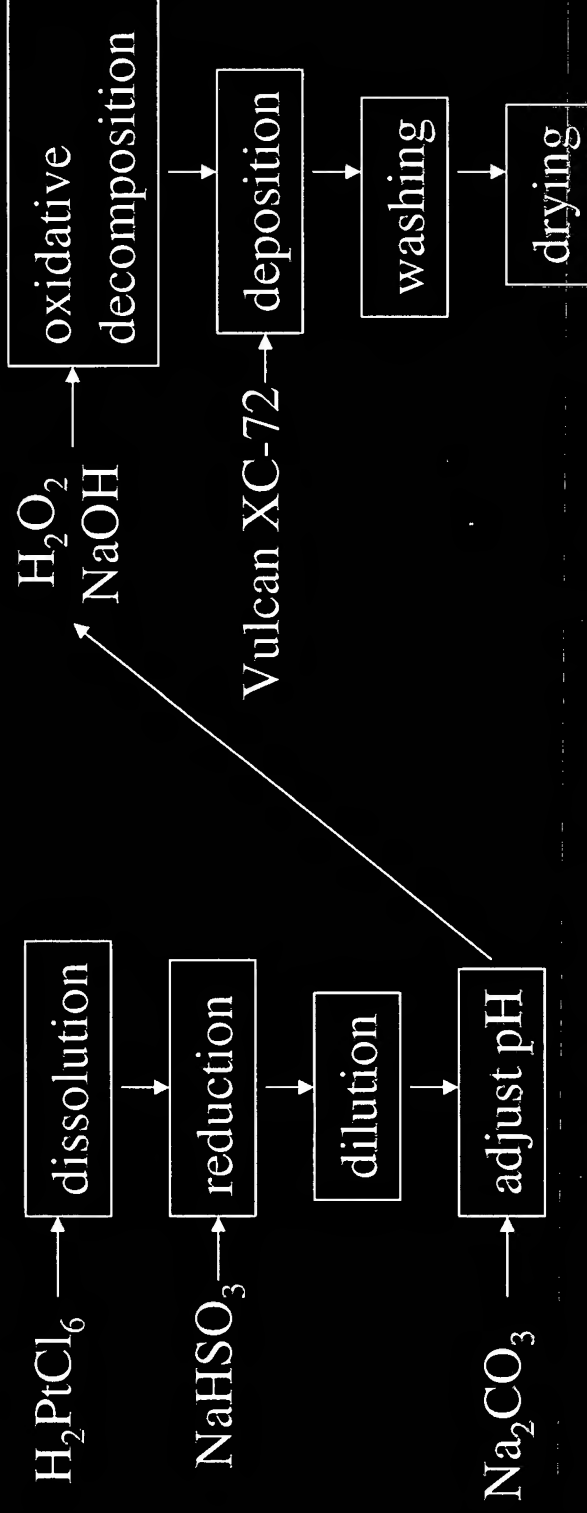 H₂PtCl₆
dissolution
NaHSO₃
reduction
dilution
Na₂CO₃
adjust pH
H₂O₂
NaOH
oxidative
decomposition
Vulcan XC-72
deposition
washing
drying